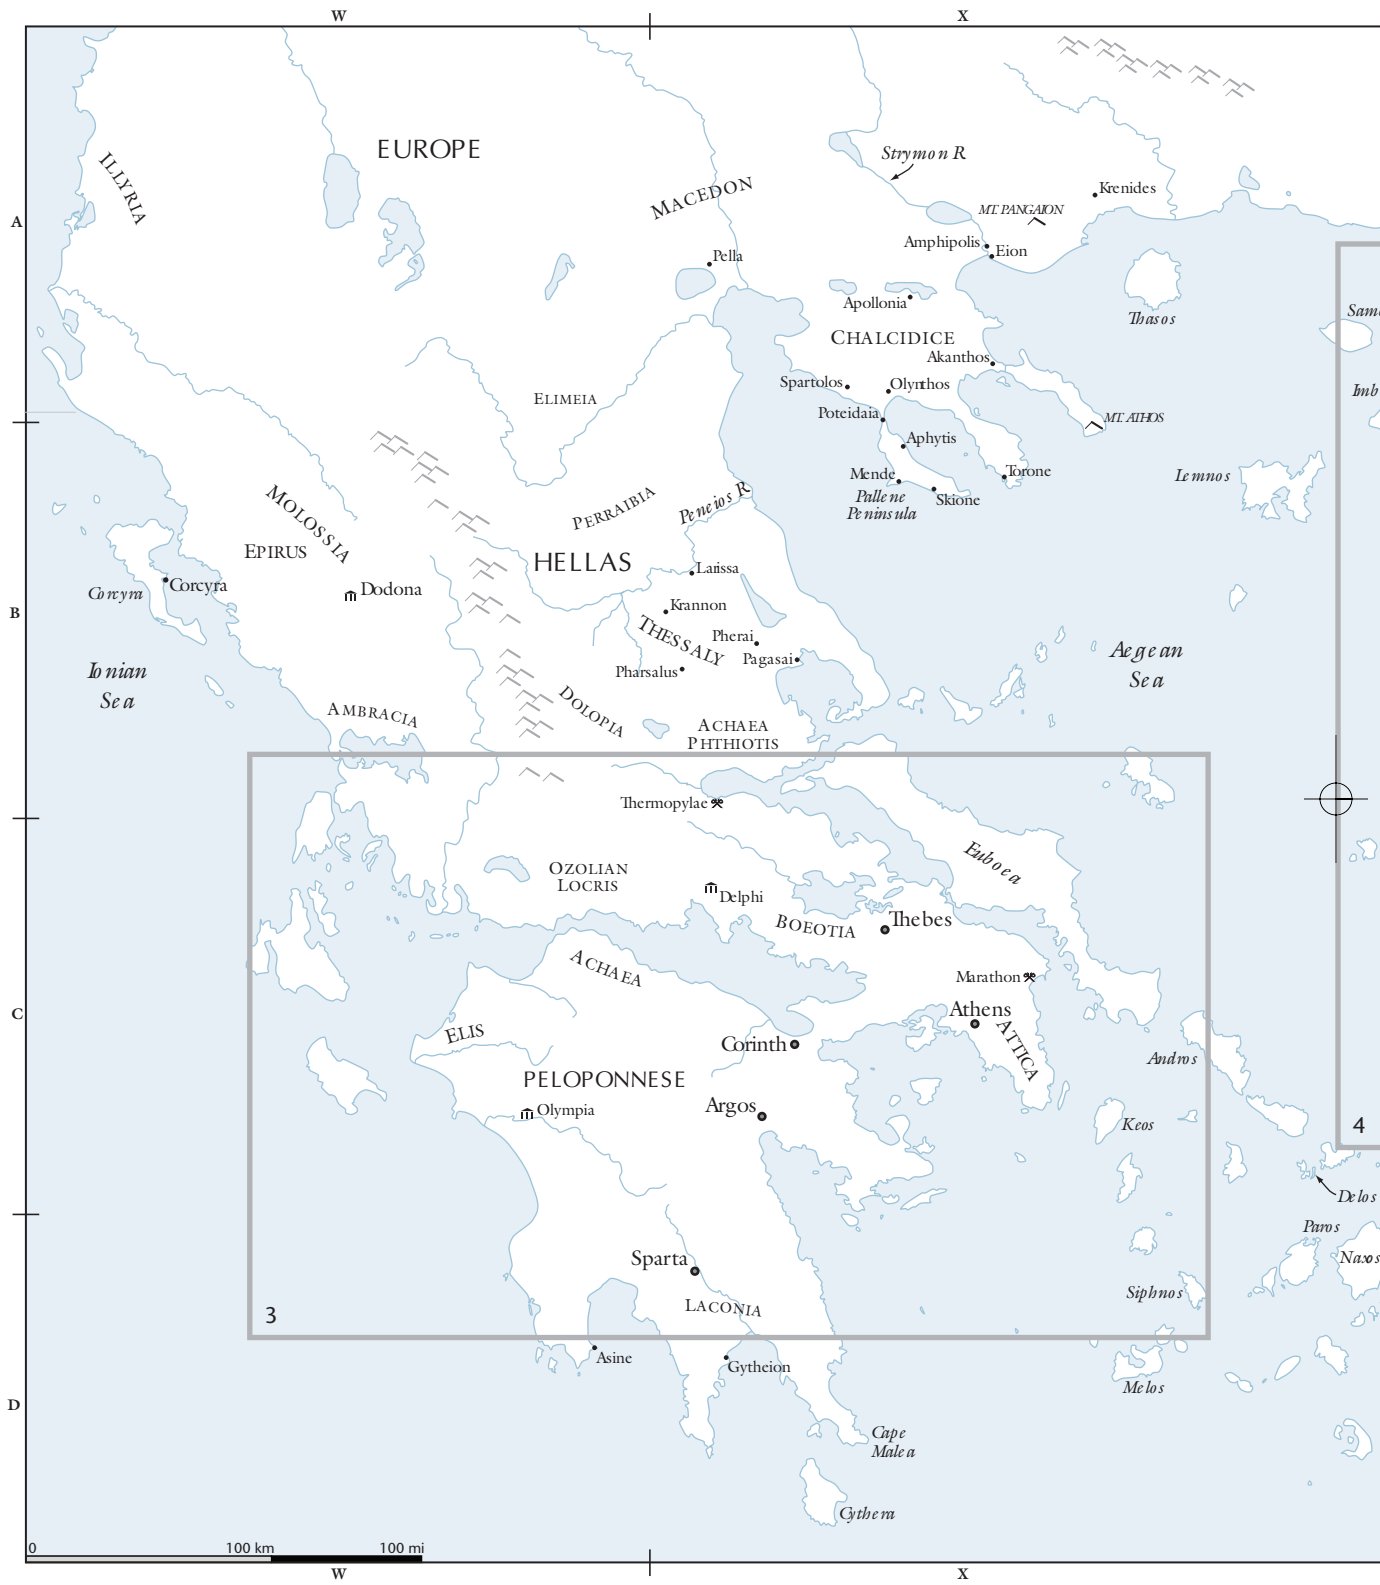 W
X
EUROPE
ILLYRIA
Strymon R
MACEDON
Krenides
MT. PANGAION
A
Amphipolis
Eion
Pella
Apollonia
Thasos
CHALCIDICE
Akanthos
Spartolos
Olynthos
ELIMEIA
Poteidaia
MT. ATHOS
Aphytis
Mende
Torone
Lemnos
Pallene
Peninsula
Skione
PERRAIBIA
Peneios R
MOLOSSIA
EPIRUS
HELLAS
Larissa
Corcyra
Corcyra
Dodona
Krannon
B
THESSALY
Pherai
Pagasai
Pharsalus
Ionian
Sea
Aegean
Sea
AMBRACIA
DOLOPIA
ACHAEA
PHTHIOTIS
Thermopylae
Euboea
OZOLIAN
LOCRIS
Delphi
BOEOTIA
Thebes
ACHAEA
Marathon
C
Athens
ELIS
Corinth
ATTICA
Andros
PELOPONNESE
Argos
Olympia
Keos
4
Delos
Paros
Naxos
Sparta
Siphnos
LACONIA
3
Asine
Gytheion
Melos
D
Cape
Malea
Cythera
0
100 km
100 mi
W
X